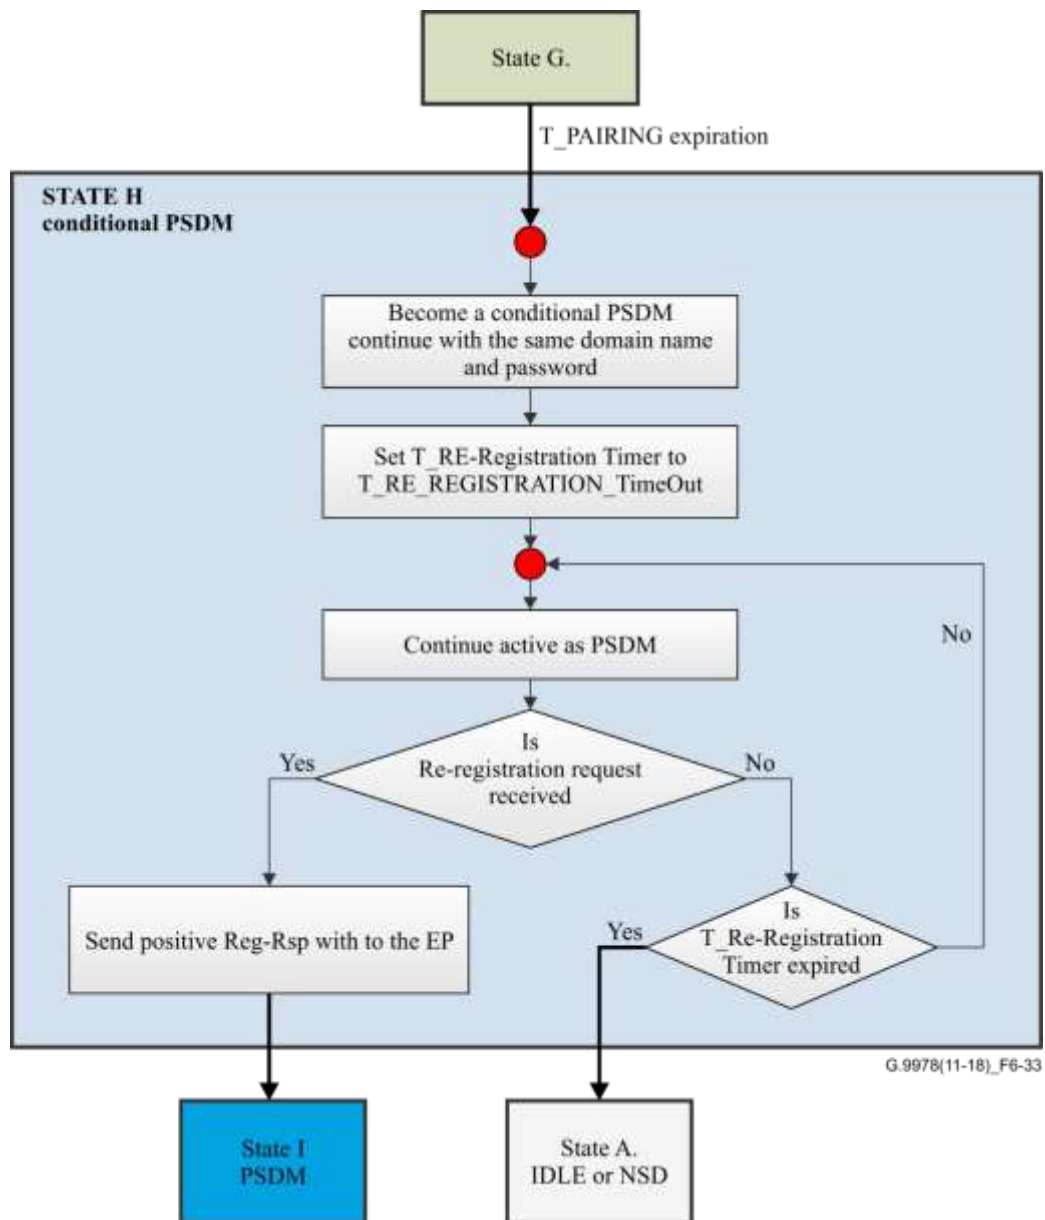 State G.
T_PAIRING expiration
STATE H
conditional PSDM
Become a conditional PSDM
continue with the same domain name
and password
Set T_RE-Registration Timer to
T_RE_REGISTRATION_TimeOut
Continue active as PSDM
No
Is
Re-registration request
received
Yes
No
Send positive Reg-Rsp with to the EP
Is
T_Re-Registration
Timer expired
Yes
G.9978(11-18)_F6-33
State I
PSDM
State A.
IDLE or NSD